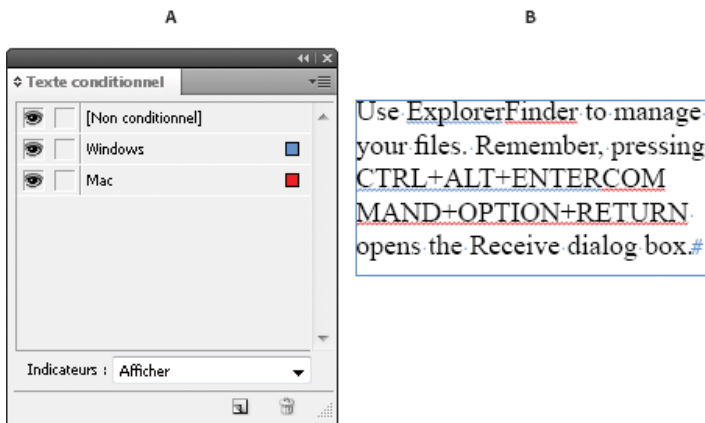 A
B
Texte conditionnel
[Non conditionnel]
Windows
Mac
Indicateurs : Afficher
Use ExplorerFinder to manage
your files. Remember, pressing
CTRL+ALT+ENTERCOM
MAND+OPTION+RETURN
opens the Receive dialog box.#